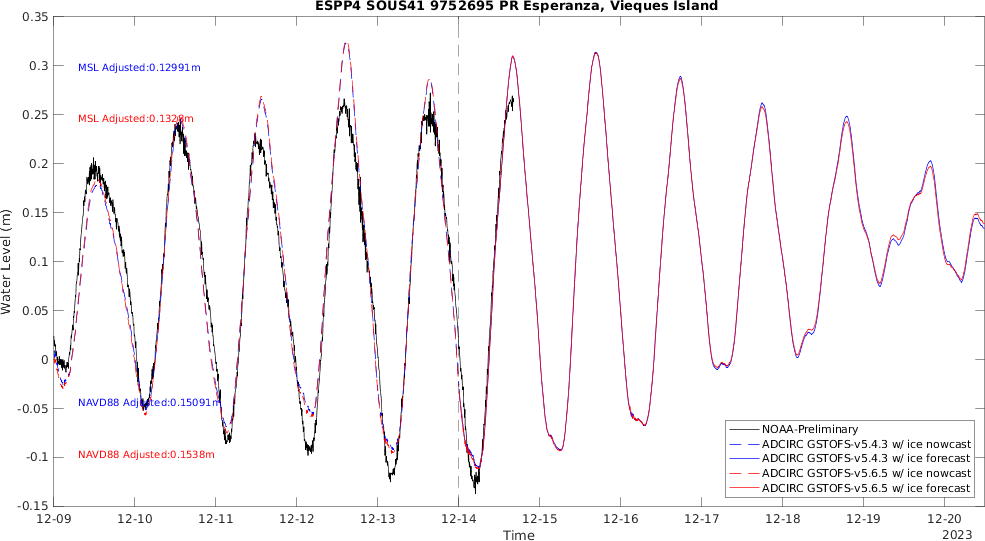 ESPP4 SOUS41 9752695 PR Esperanza, Vieques Island
0.35
0.3
0.25
0.2
0.15
0.1
0.05
0
-0.05
-0.1
-0.15
Water Level (m)
MSL Adjusted:0.12991m
MSL Adjusted:0.1328m
NAVD88 Adjusted:0.15091m
NAVD88 Adjusted:0.1538m
NOAA-Preliminary
ADCIRC GSTOFS-v5.4.3 w/ ice nowcast
ADCIRC GSTOFS-v5.4.3 w/ ice forecast
ADCIRC GSTOFS-v5.6.5 w/ ice nowcast
ADCIRC GSTOFS-v5.6.5 w/ ice forecast
12-09 12-10 12-11 12-12 12-13 12-14 12-15 12-16 12-17 12-18 12-19 12-20
Time
2023